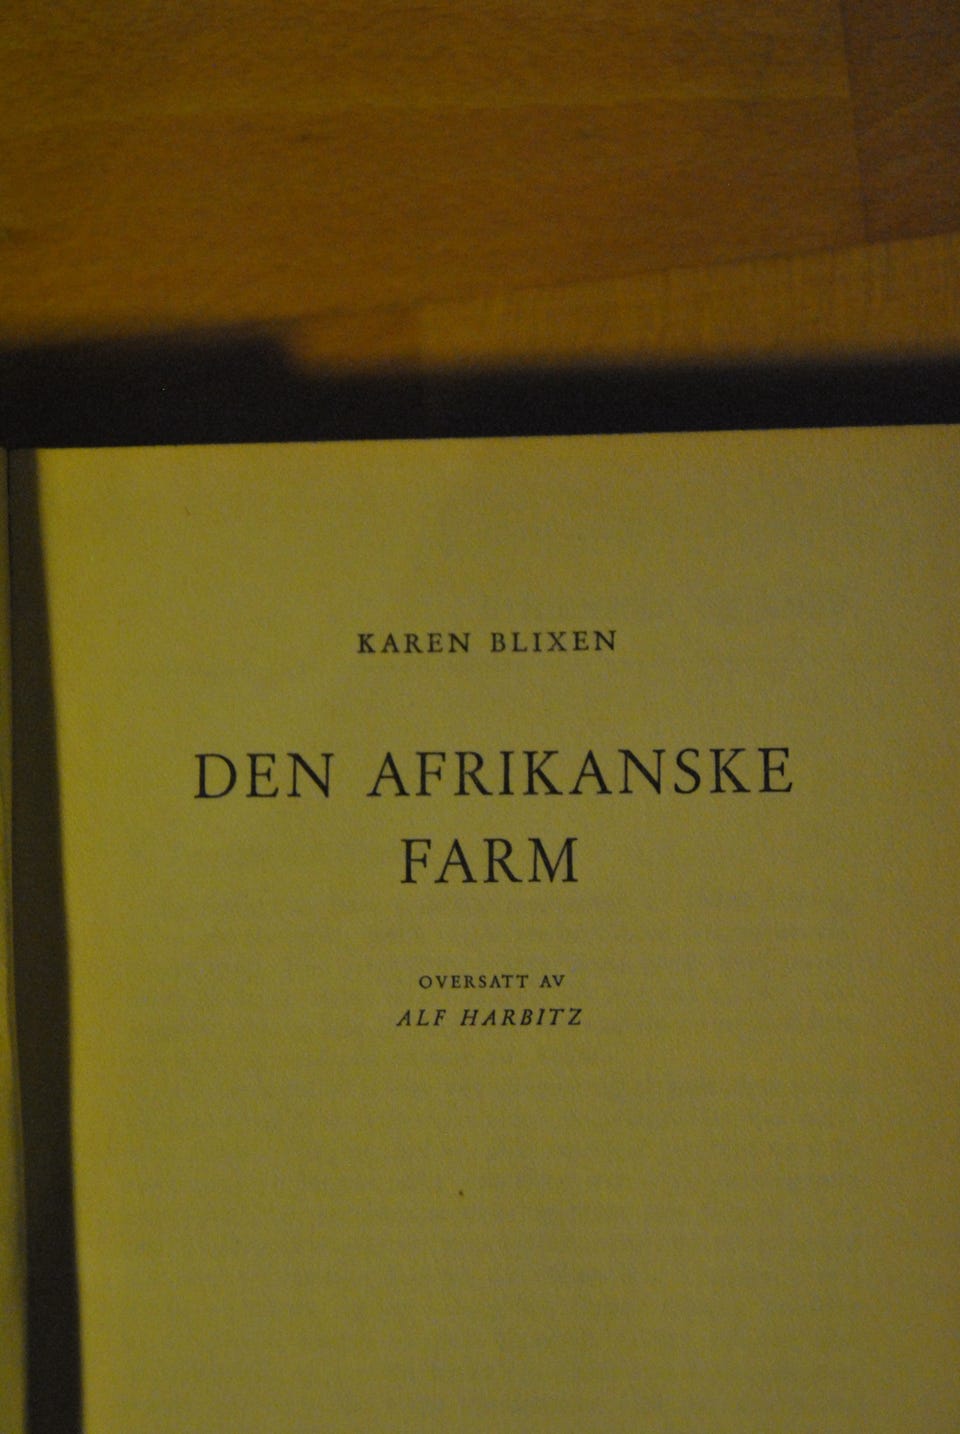 KAREN BLIXEN
DEN AFRIKANSKE
FARM
OVERSATT AV
ALF HARBITZ